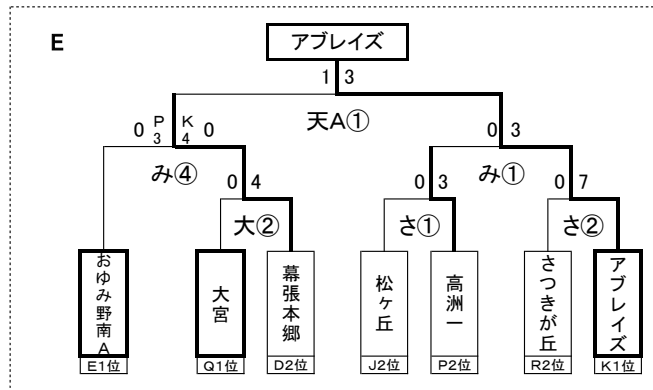 E
アブレイズ
1 3
天A①
0 PK 0
3 4
0 3
み④
み①
0 4
0 3
0 7
大②
さ①
さ②
おゆみ野南A
大宮
幕張本郷
松ヶ丘
高洲一
さつきが丘
アブレイズ
E1位
Q1位
D2位
J2位
P2位
R2位
K1位